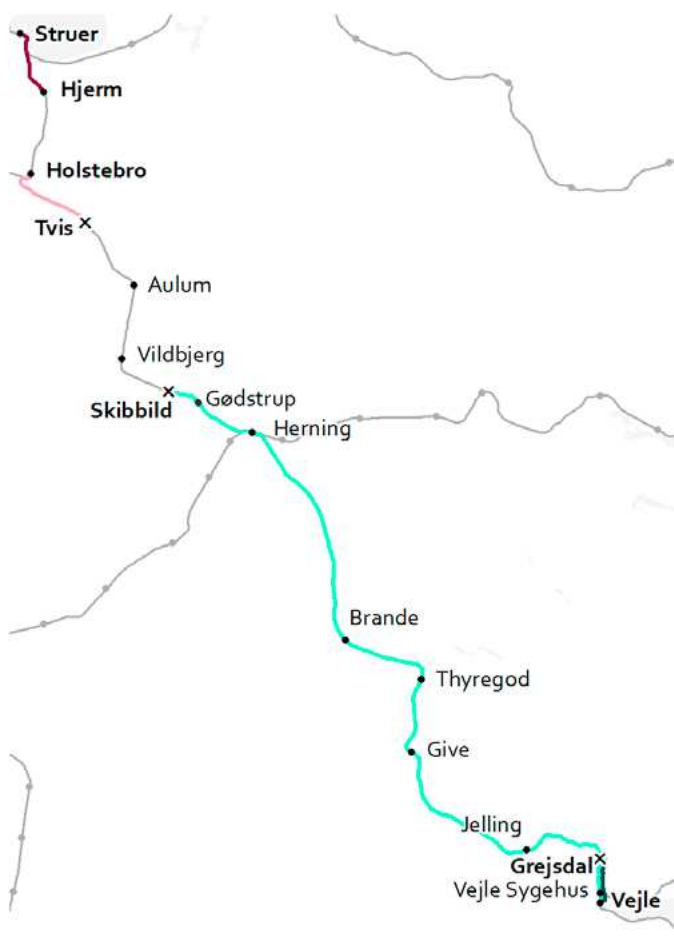 Struer
Hjerm
Holstebro
Tvis
Aulum
Vildbjerg
Skibbild
Gødstrup
Herning
Brande
Thyregod
Give
Jelling
Grejsdal
Vejle Sygehus
Vejle